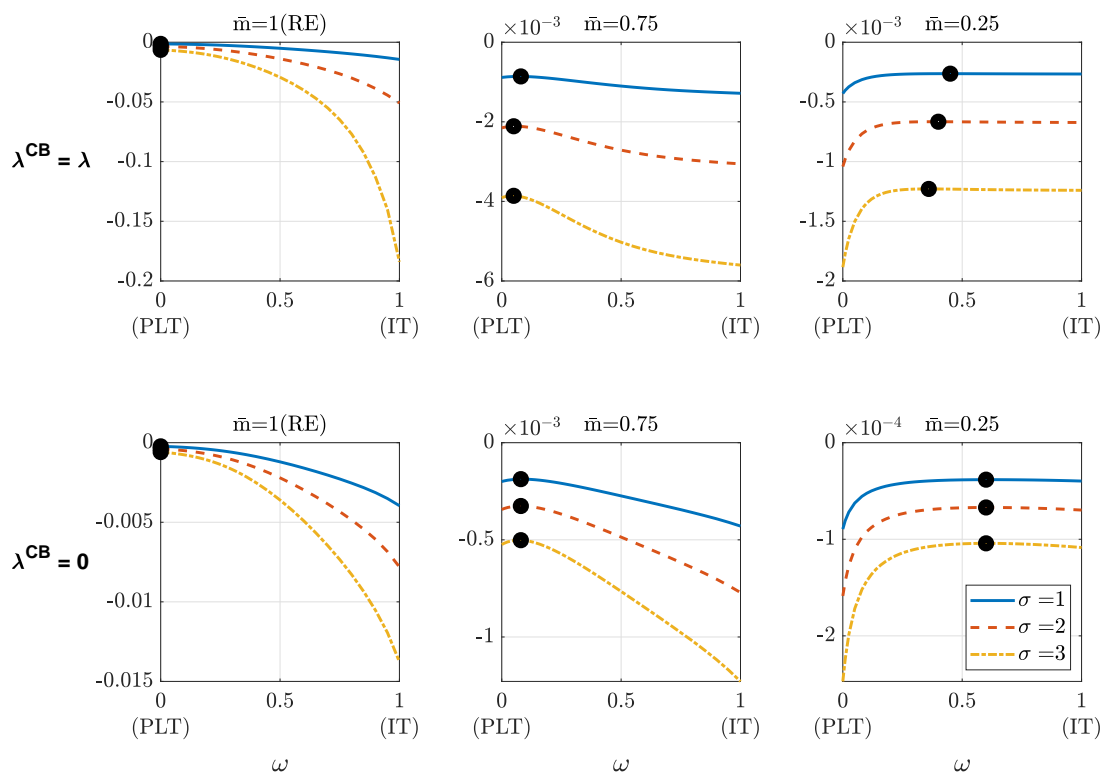 m̄=1(RE)
0
-0.05
-0.1
-0.15
-0.2
0 0.5 1
(PLT) (IT)
×10⁻³ m̄=0.75
0
-2
-4
-6
0 0.5 1
(PLT) (IT)
×10⁻³ m̄=0.25
0
-0.5
-1
-1.5
-2
0 0.5 1
(PLT) (IT)
λ^CB = λ
m̄=1(RE)
0
-0.005
-0.01
-0.015
0 0.5 1
(PLT) (IT)
ω
×10⁻³ m̄=0.75
0
-0.5
-1
0 0.5 1
(PLT) (IT)
ω
×10⁻⁴ m̄=0.25
0
-1
-2
0 0.5 1
(PLT) (IT)
ω
σ =1
σ =2
σ =3
λ^CB = 0